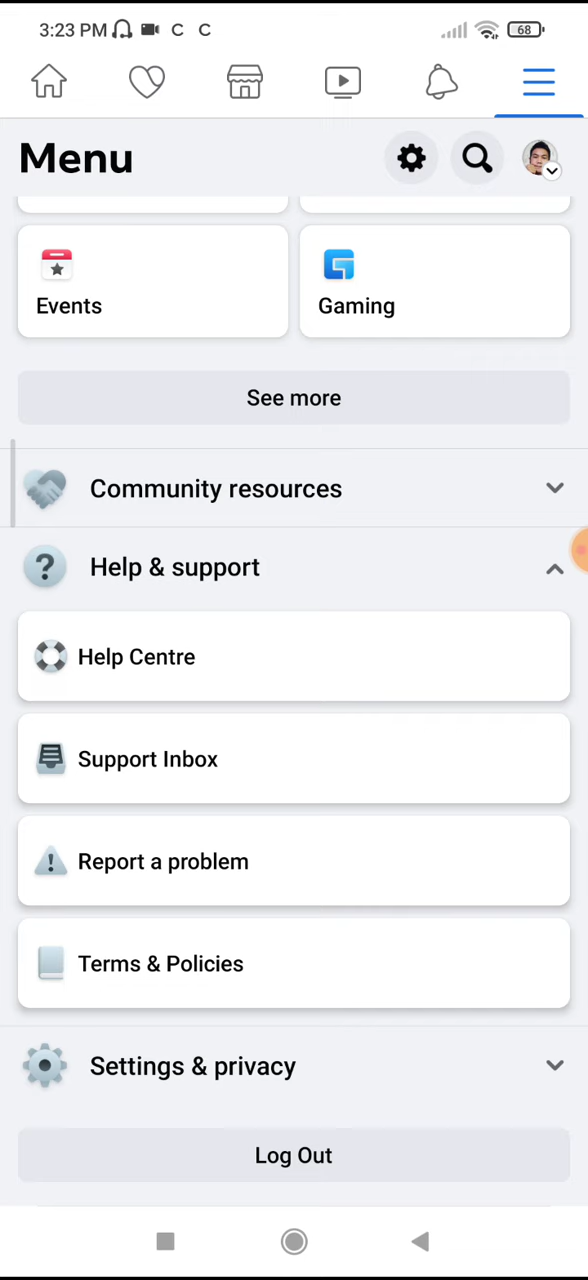 3:23 PM C C 68
Menu
Events
Gaming
See more
Community resources
Help & support
Help Centre
Support Inbox
Report a problem
Terms & Policies
Settings & privacy
Log Out